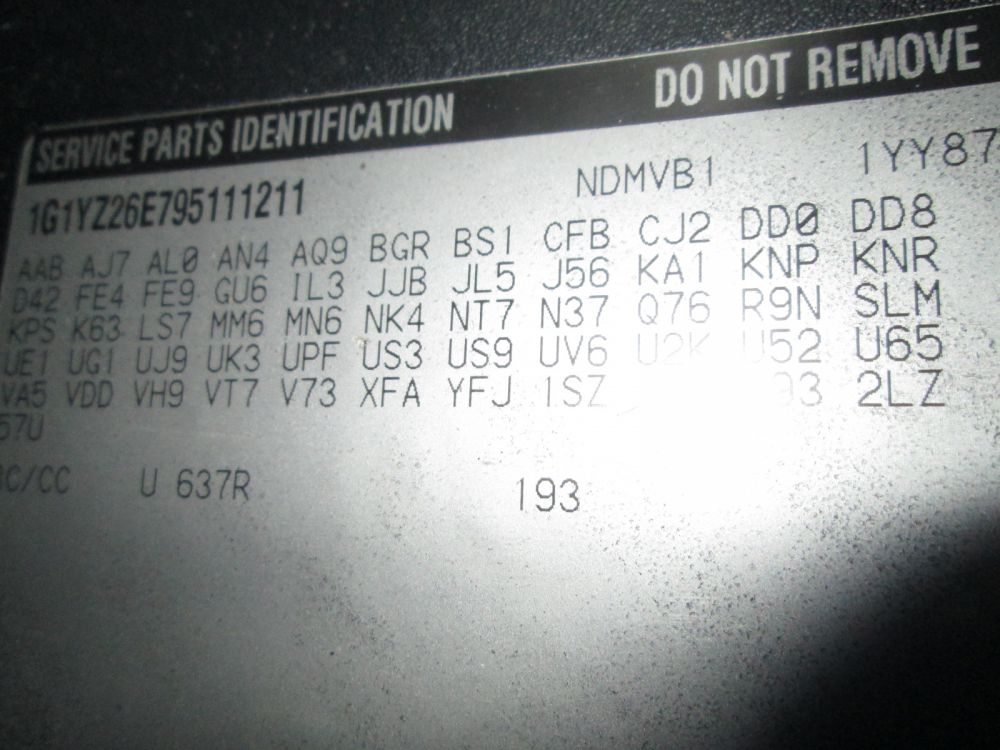 SERVICE PARTS IDENTIFICATION DO NOT REMOVE
1G1YZ26E795111211 NDMVB1 1YY87
AAB AJ7 AL0 AN4 AQ9 BGR BS1 CFB CJ2 DD0 DD8
D42 FE4 FE9 GU6 IL3 JJB JL5 J56 KA1 KNP KNR
KPS K63 LS7 MM6 MN6 NK4 NT7 N37 Q76 R9N SLM
UE1 UG1 UJ9 UK3 UPF US3 US9 UV6 U2K U52 U65
VA5 VDD VH9 VT7 V73 XFA YFJ 1SZ 2LZ
57U
BC/CC U 637R 193